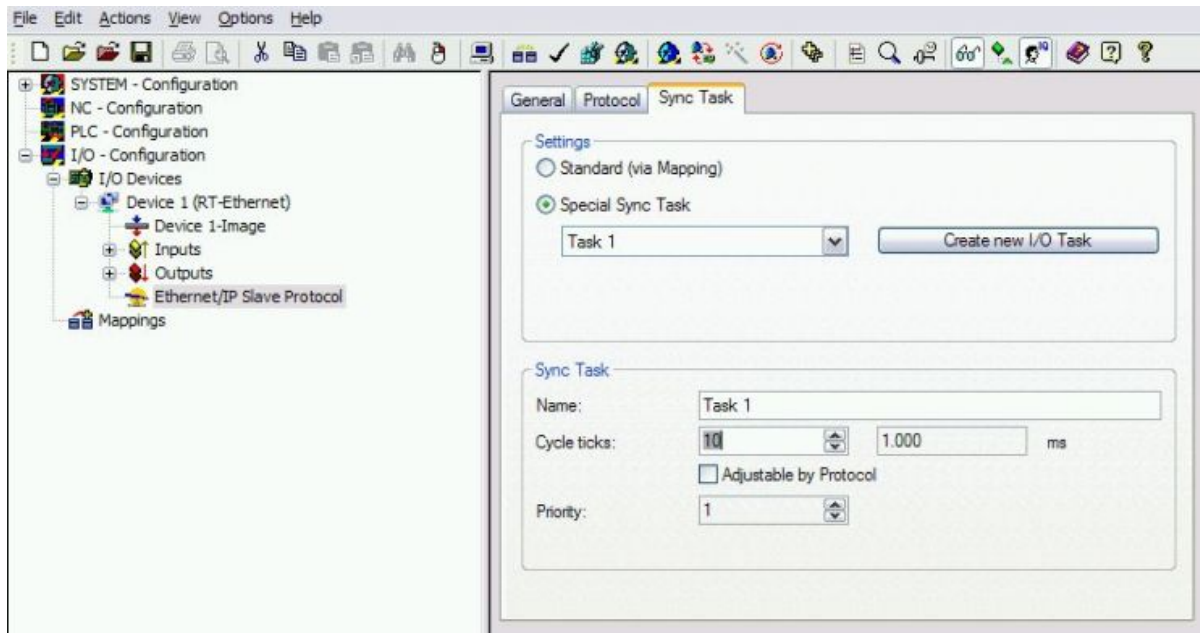 File Edit Actions View Options Help
SYSTEM - Configuration
NC - Configuration
PLC - Configuration
I/O - Configuration
I/O Devices
Device 1 (RT-Ethernet)
Device 1-Image
Inputs
Outputs
Ethernet/IP Slave Protocol
Mappings
General Protocol Sync Task
Settings
Standard (via Mapping)
Special Sync Task
Task 1 Create new I/O Task
Sync Task
Name: Task 1
Cycle ticks: 10 1.000 ms
Adjustable by Protocol
Priority: 1